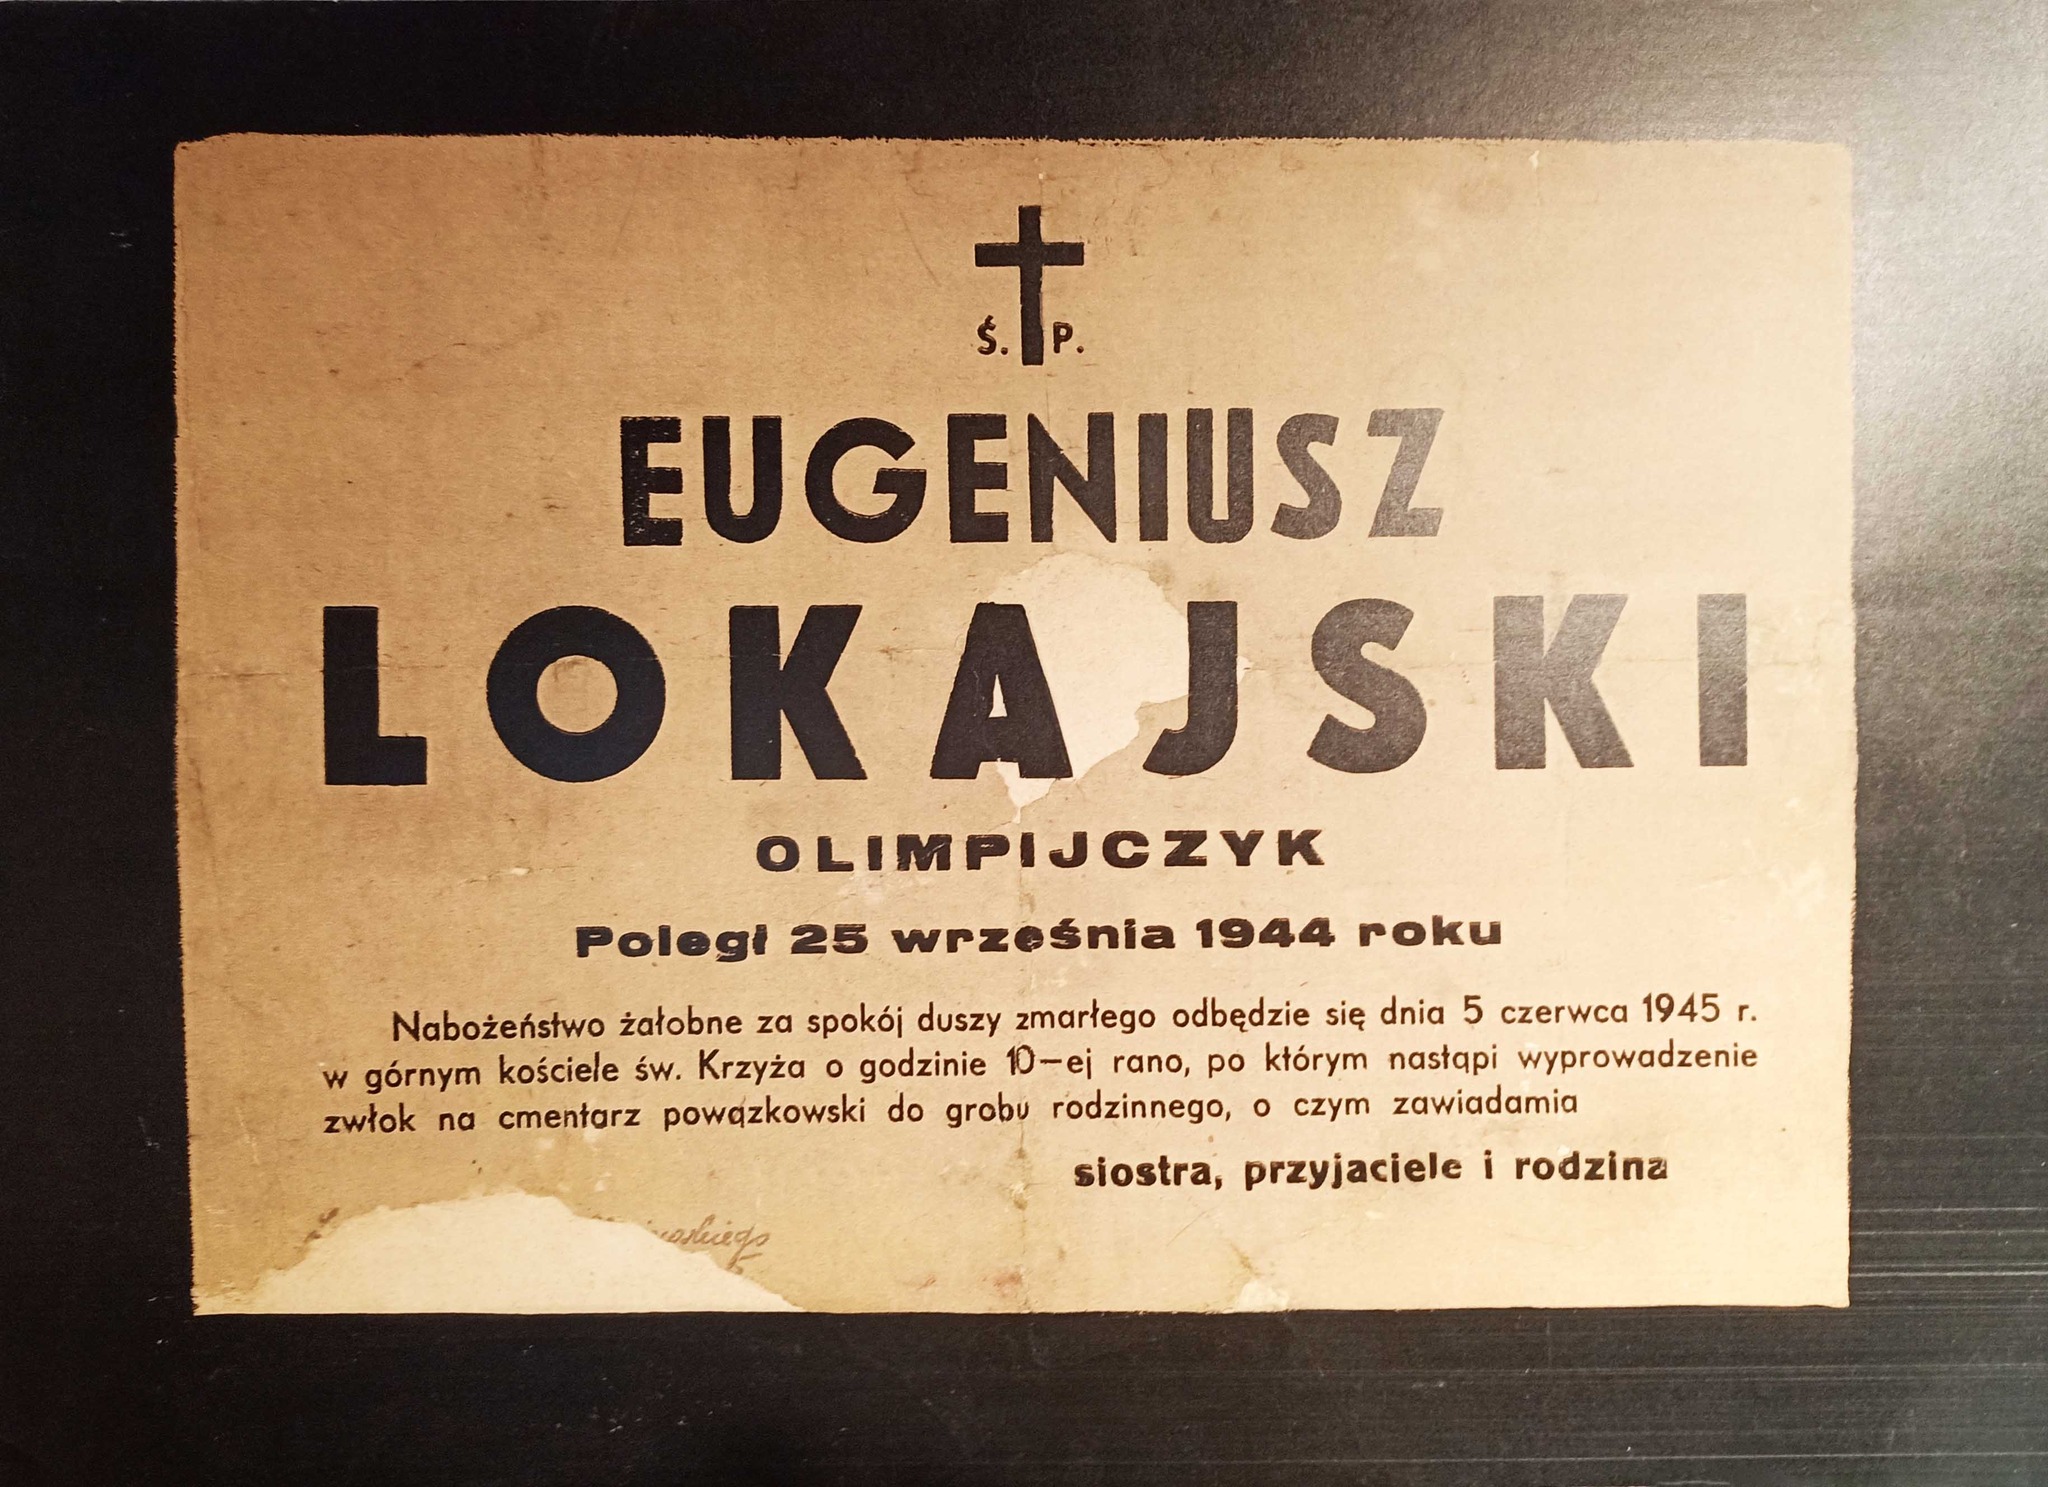 Ś. P.
EUGENIUSZ
LOKAJSKI
OLIMPIJCZYK
Poległ 25 września 1944 roku
Nabożeństwo żałobne za spokój duszy zmarłego odbędzie się dnia 5 czerwca 1945 r.
w górnym kościele św. Krzyża o godzinie 10-ej rano, po którym nastąpi wyprowadzenie
zwłok na cmentarz powązkowski do grobu rodzinnego, o czym zawiadamia
siostra, przyjaciele i rodzina